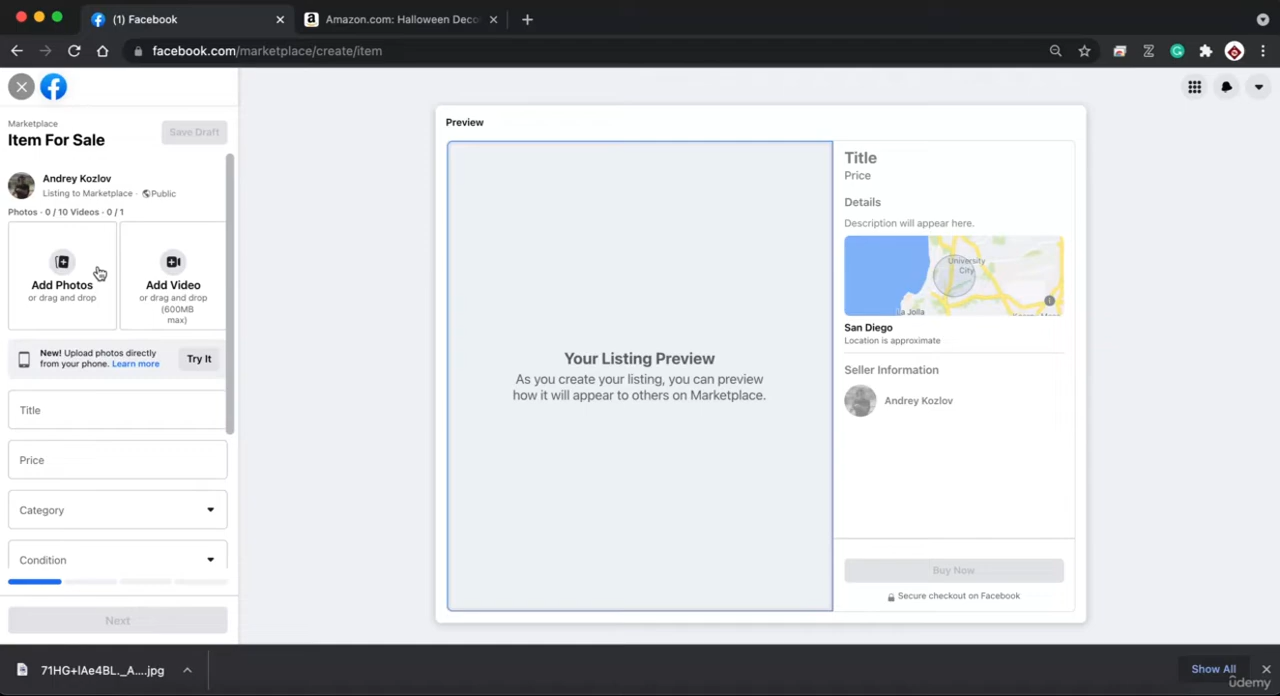 (1) Facebook
Amazon.com: Halloween Deco
facebook.com/marketplace/create/item
Marketplace
Item For Sale
Save Draft
Andrey Kozlov
Listing to Marketplace · Public
Photos · 0 / 10 Videos · 0 / 1
Add Photos
or drag and drop
Add Video
or drag and drop
(600MB
max)
New! Upload photos directly
from your phone. Learn more
Try It
Title
Price
Category
Condition
Next
Preview
Your Listing Preview
As you create your listing, you can preview
how it will appear to others on Marketplace.
Title
Price
Details
Description will appear here.
University
City
La Jolla
San Diego
Location is approximate
Seller Information
Andrey Kozlov
Buy Now
Secure checkout on Facebook
71HG+lAe4BL._A....jpg
Show All
ûdemy